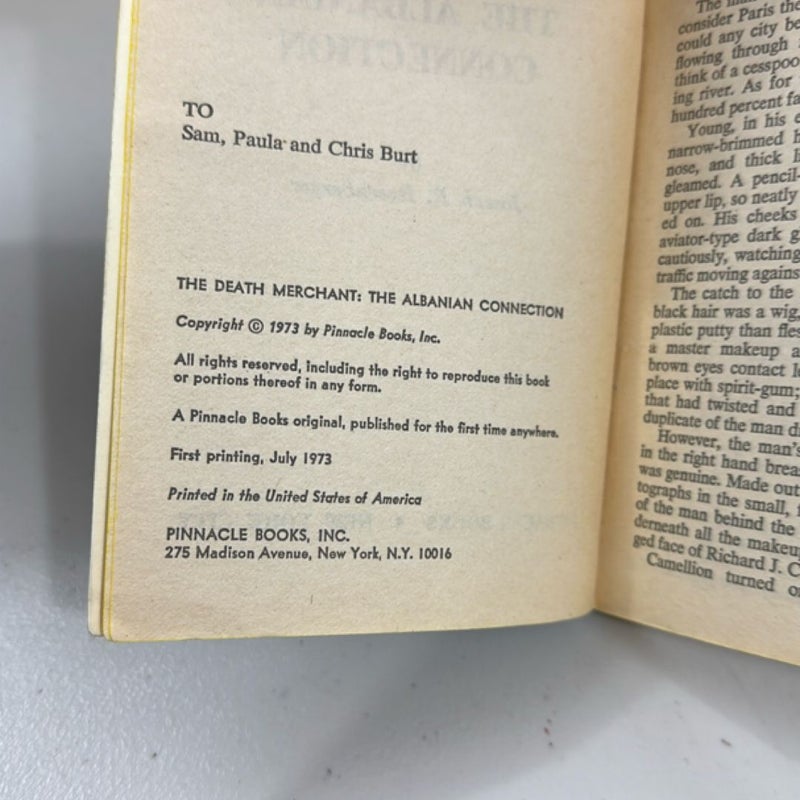 TO
Sam, Paula and Chris Burt
THE DEATH MERCHANT: THE ALBANIAN CONNECTION
Copyright © 1973 by Pinnacle Books, Inc.
All rights reserved, including the right to reproduce this book
or portions thereof in any form.
A Pinnacle Books original, published for the first time anywhere.
First printing, July 1973
Printed in the United States of America
PINNACLE BOOKS, INC.
275 Madison Avenue, New York, N.Y. 10016
The
consider Paris the
could any city be
flowing through
think of a cesspoo
ing river. As for
hundred percent fa
Young, in his
narrow-brimmed h
nose, and thick
gleamed. A pencil-
upper lip, so neatly
ed on. His cheeks
aviator-type dark g
cautiously, watching
traffic moving agains
The catch to the
black hair was a wig,
plastic putty than fles
a master makeup a
brown eyes contact le
place with spirit-gum;
that had twisted and
duplicate of the man di
However, the man's
in the right hand brea
was genuine. Made out
tographs in the small,
of the man behind the
derneath all the makeup
ged face of Richard J. C
Camellion turned o